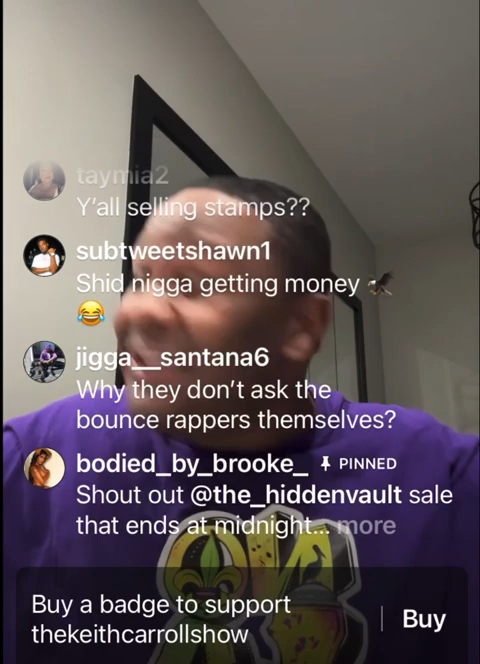 taymia2
Y'all selling stamps??
subtweetshawn1
Shid nigga getting money
😂
jigga__santana6
Why they don't ask the
bounce rappers themselves?
bodied_by_brooke_ PINNED
Shout out @the_hiddenvault sale
that ends at midnight... more
Buy a badge to support
thekeithcarrollshow
Buy